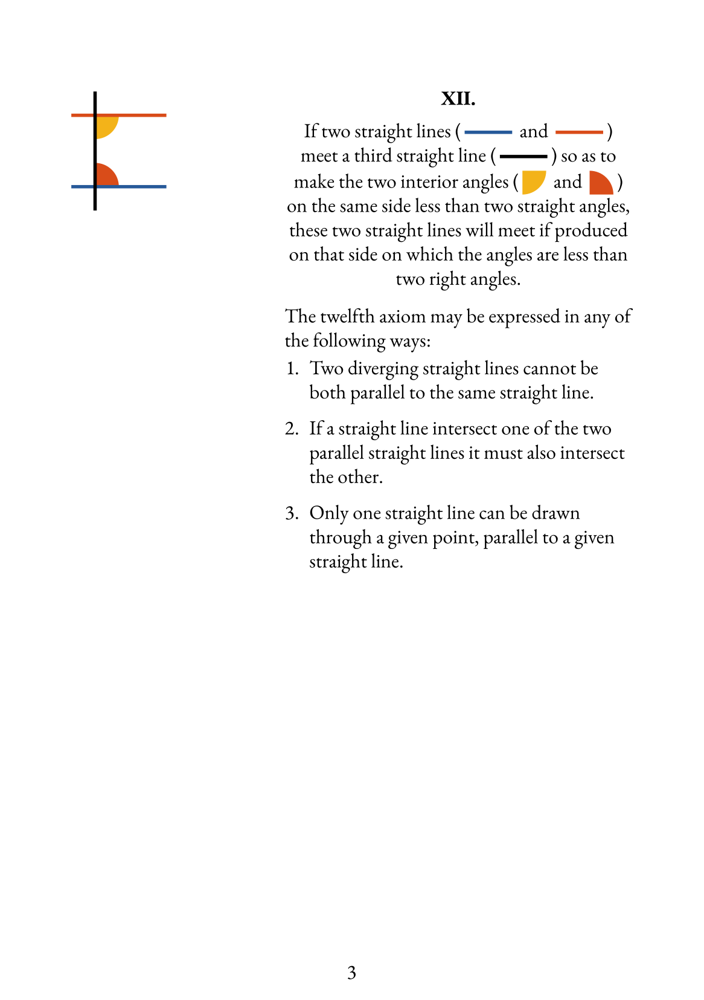 XII.
If two straight lines ( and )
meet a third straight line ( ) so as to
make the two interior angles ( and )
on the same side less than two straight angles,
these two straight lines will meet if produced
on that side on which the angles are less than
two right angles.
The twelfth axiom may be expressed in any of
the following ways:
1. Two diverging straight lines cannot be
both parallel to the same straight line.
2. If a straight line intersect one of the two
parallel straight lines it must also intersect
the other.
3. Only one straight line can be drawn
through a given point, parallel to a given
straight line.
3